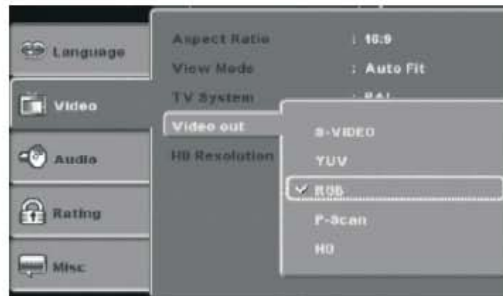 Language
Video
Audio
Rating
Misc
Aspect Ratio : 16:9
View Mode : Auto Fit
TV System : PAL
Video out
HD Resolution
S-VIDEO
YUV
RGB
P-Scan
HD